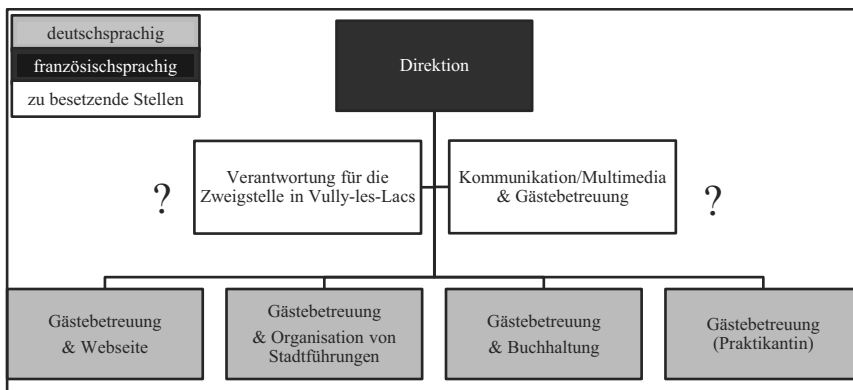 deutschsprachig
französischsprachig
zu besetzende Stellen
Direktion
?
Verantwortung für die
Zweigstelle in Vully-les-Lacs
Kommunikation/Multimedia
& Gästebetreuung
?
Gästebetreuung
& Webseite
Gästebetreuung
& Organisation von
Stadtführungen
Gästebetreuung
& Buchhaltung
Gästebetreuung
(Praktikantin)